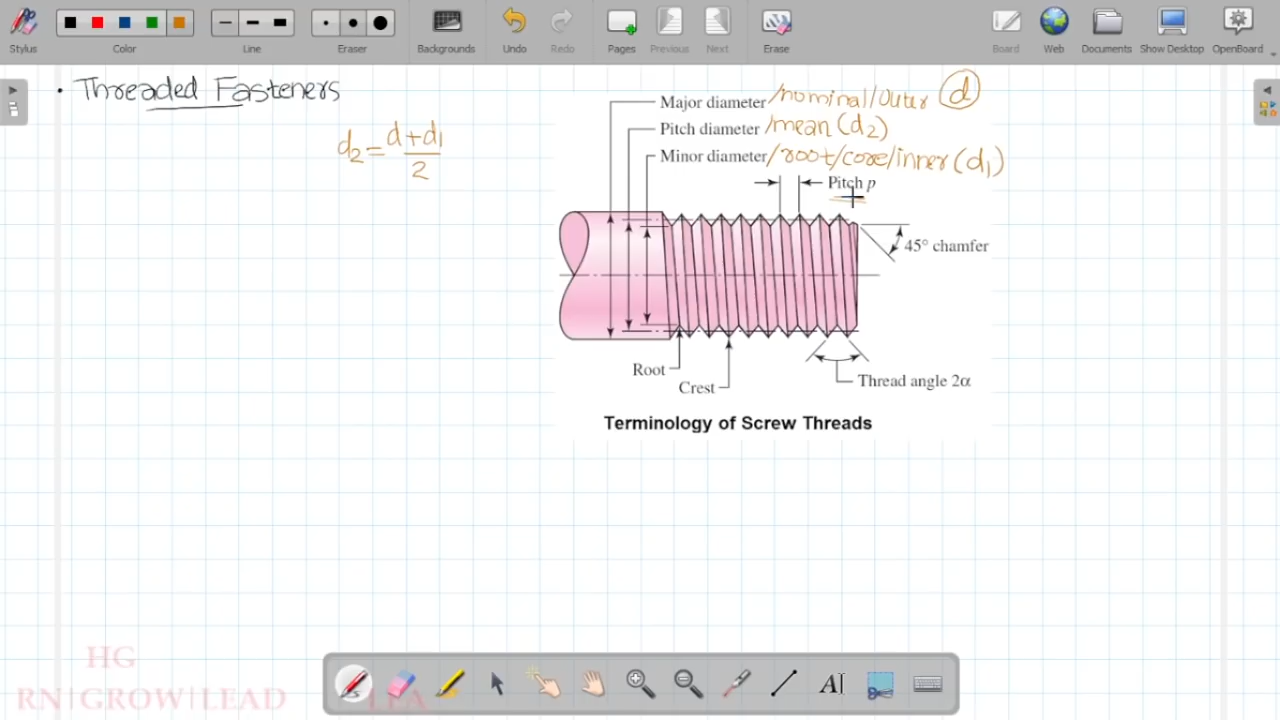 Stylus
Color
Line
Eraser
Backgrounds
Undo
Redo
Pages
Previous
Next
Erase
Board
Web
Documents
Show Desktop
OpenBoard
• Threaded Fasteners
d2 = d+d1
2
Major diameter /nominal/outer (d)
Pitch diameter /mean (d2)
Minor diameter /root/core/inner (d1)
Pitch p
45° chamfer
Root
Crest
Thread angle 2α
Terminology of Screw Threads
HG
RN|GROW|LEAD